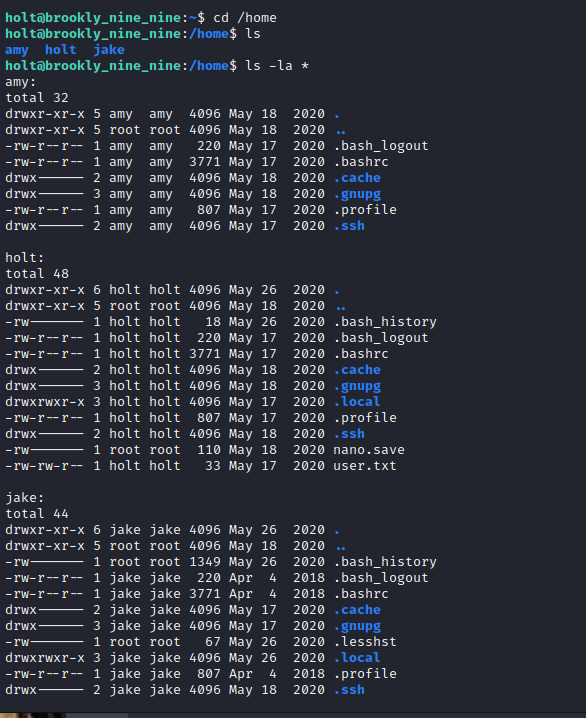 holt@brookly_nine_nine:~$ cd /home
holt@brookly_nine_nine:/home$ ls
amy  holt  jake
holt@brookly_nine_nine:/home$ ls -la *
amy:
total 32
drwxr-xr-x 5 amy  amy  4096 May 18  2020 .
drwxr-xr-x 5 root root 4096 May 18  2020 ..
-rw-r--r-- 1 amy  amy   220 May 17  2020 .bash_logout
-rw-r--r-- 1 amy  amy  3771 May 17  2020 .bashrc
drwx------ 2 amy  amy  4096 May 18  2020 .cache
drwx------ 3 amy  amy  4096 May 18  2020 .gnupg
-rw-r--r-- 1 amy  amy   807 May 17  2020 .profile
drwx------ 2 amy  amy  4096 May 18  2020 .ssh
holt:
total 48
drwxr-xr-x 6 holt holt 4096 May 26  2020 .
drwxr-xr-x 5 root root 4096 May 18  2020 ..
-rw------- 1 holt holt   18 May 26  2020 .bash_history
-rw-r--r-- 1 holt holt  220 May 17  2020 .bash_logout
-rw-r--r-- 1 holt holt 3771 May 17  2020 .bashrc
drwx------ 2 holt holt 4096 May 18  2020 .cache
drwx------ 3 holt holt 4096 May 18  2020 .gnupg
drwxrwxr-x 3 holt holt 4096 May 17  2020 .local
-rw-r--r-- 1 holt holt  807 May 17  2020 .profile
drwx------ 2 holt holt 4096 May 18  2020 .ssh
-rw------- 1 root root  110 May 18  2020 nano.save
-rw-rw-r-- 1 holt holt   33 May 17  2020 user.txt
jake:
total 44
drwxr-xr-x 6 jake jake 4096 May 26  2020 .
drwxr-xr-x 5 root root 4096 May 18  2020 ..
-rw------- 1 root root 1349 May 26  2020 .bash_history
-rw-r--r-- 1 jake jake  220 Apr  4  2018 .bash_logout
-rw-r--r-- 1 jake jake 3771 Apr  4  2018 .bashrc
drwx------ 2 jake jake 4096 May 17  2020 .cache
drwx------ 3 jake jake 4096 May 17  2020 .gnupg
-rw------- 1 root root   67 May 26  2020 .lesshst
drwxrwxr-x 3 jake jake 4096 May 26  2020 .local
-rw-r--r-- 1 jake jake  807 Apr  4  2018 .profile
drwx------ 2 jake jake 4096 May 18  2020 .ssh